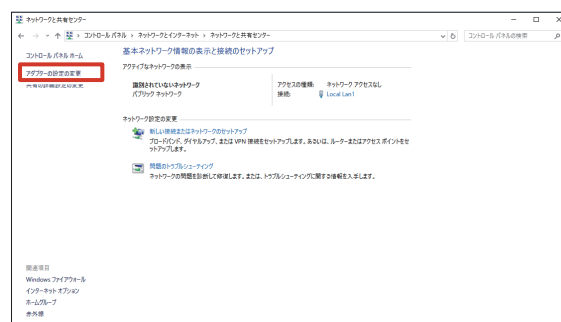 ネットワークと共有センター
コントロール パネル › ネットワークとインターネット › ネットワークと共有センター
コントロール パネルの検索
コントロール パネル ホーム
アダプターの設定の変更
共有の詳細設定の変更
基本ネットワーク情報の表示と接続のセットアップ
アクティブなネットワークの表示
識別されていないネットワーク
パブリック ネットワーク
アクセスの種類: ネットワーク アクセスなし
接続: Local Lan1
ネットワーク設定の変更
新しい接続またはネットワークのセットアップ
ブロードバンド、ダイヤルアップ、または VPN 接続をセットアップします。あるいは、ルーターまたはアクセス ポイントをセ
ットアップします。
問題のトラブルシューティング
ネットワークの問題を診断して修復します。または、トラブルシューティングに関する情報を入手します。
関連項目
Windows ファイアウォール
インターネット オプション
ホームグループ
赤外線